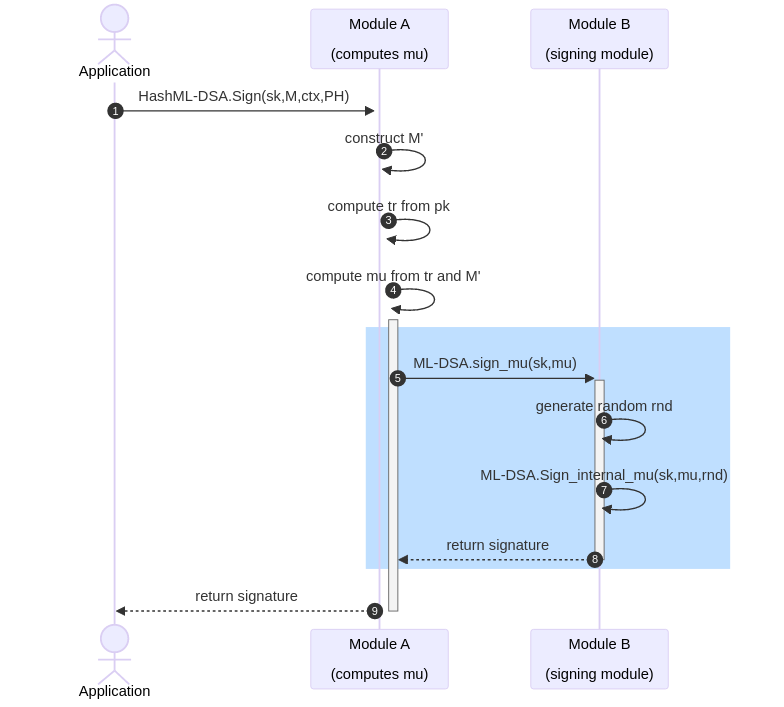 Application
Module A
(computes mu)
Module B
(signing module)
HashML-DSA.Sign(sk,M,ctx,PH)
1
construct M'
2
compute tr from pk
3
compute mu from tr and M'
4
ML-DSA.sign_mu(sk,mu)
5
generate random rnd
6
ML-DSA.Sign_internal_mu(sk,mu,rnd)
7
return signature
8
return signature
9
Application
Module A
(computes mu)
Module B
(signing module)